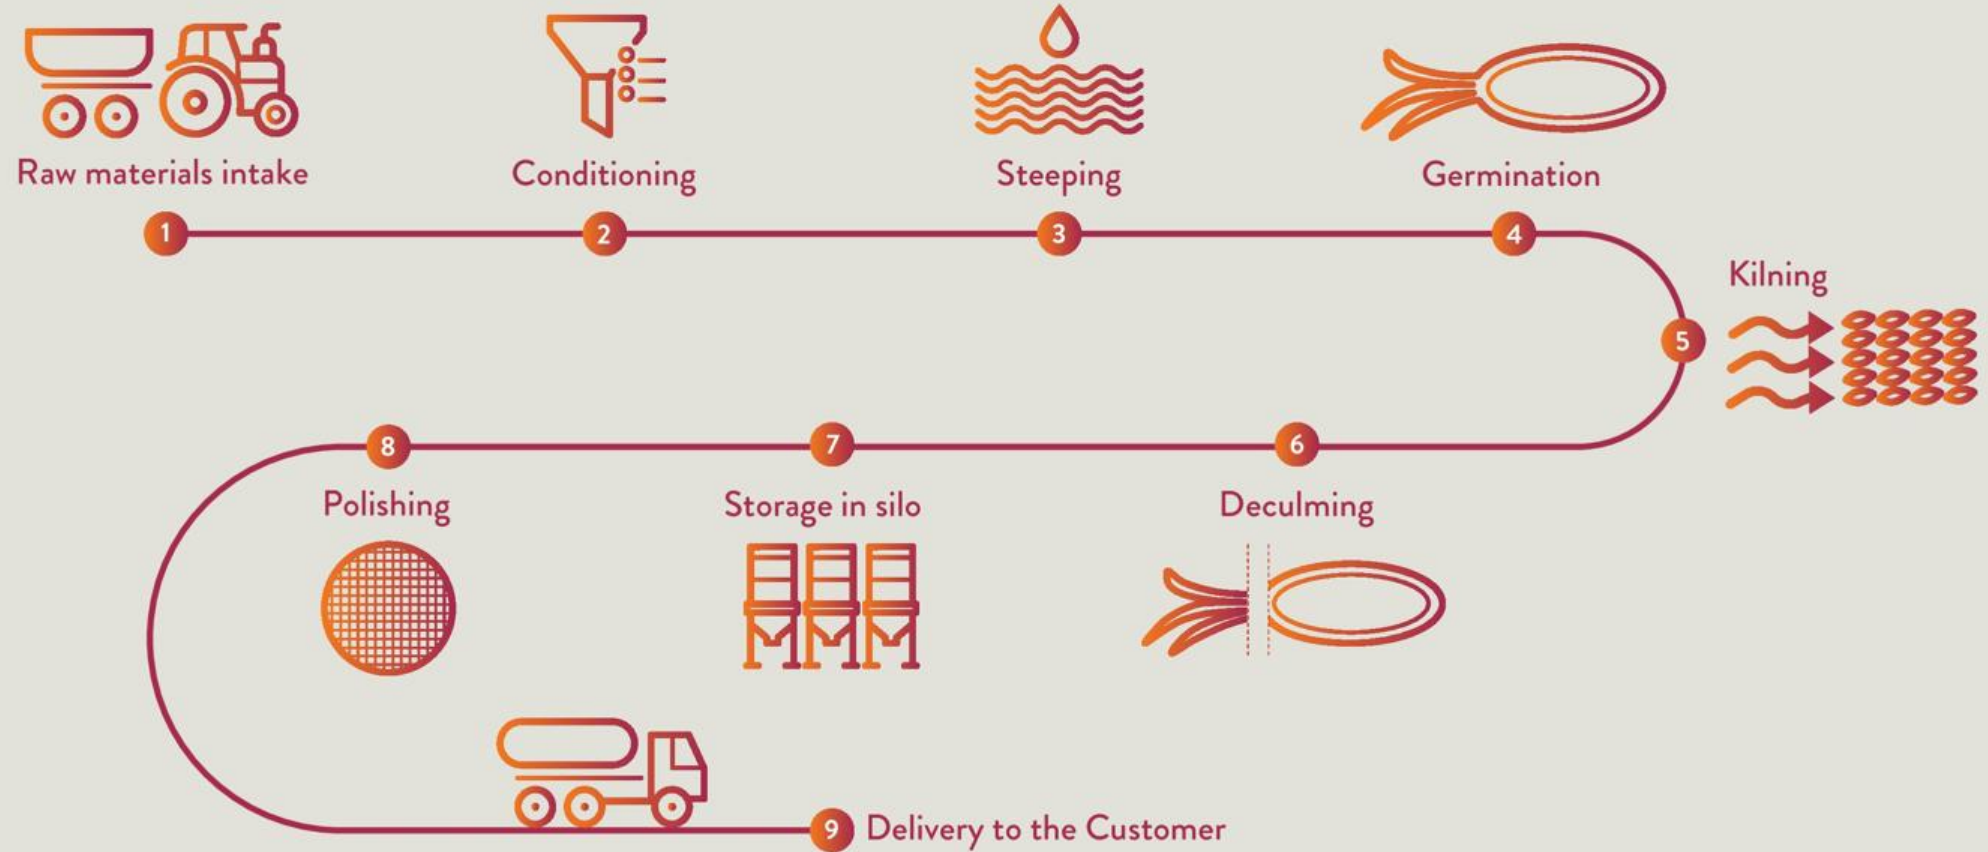 Raw materials intake
Conditioning
Steeping
Germination
1
2
3
4
Kilning
5
8
7
6
Polishing
Storage in silo
Deculming
9 Delivery to the Customer